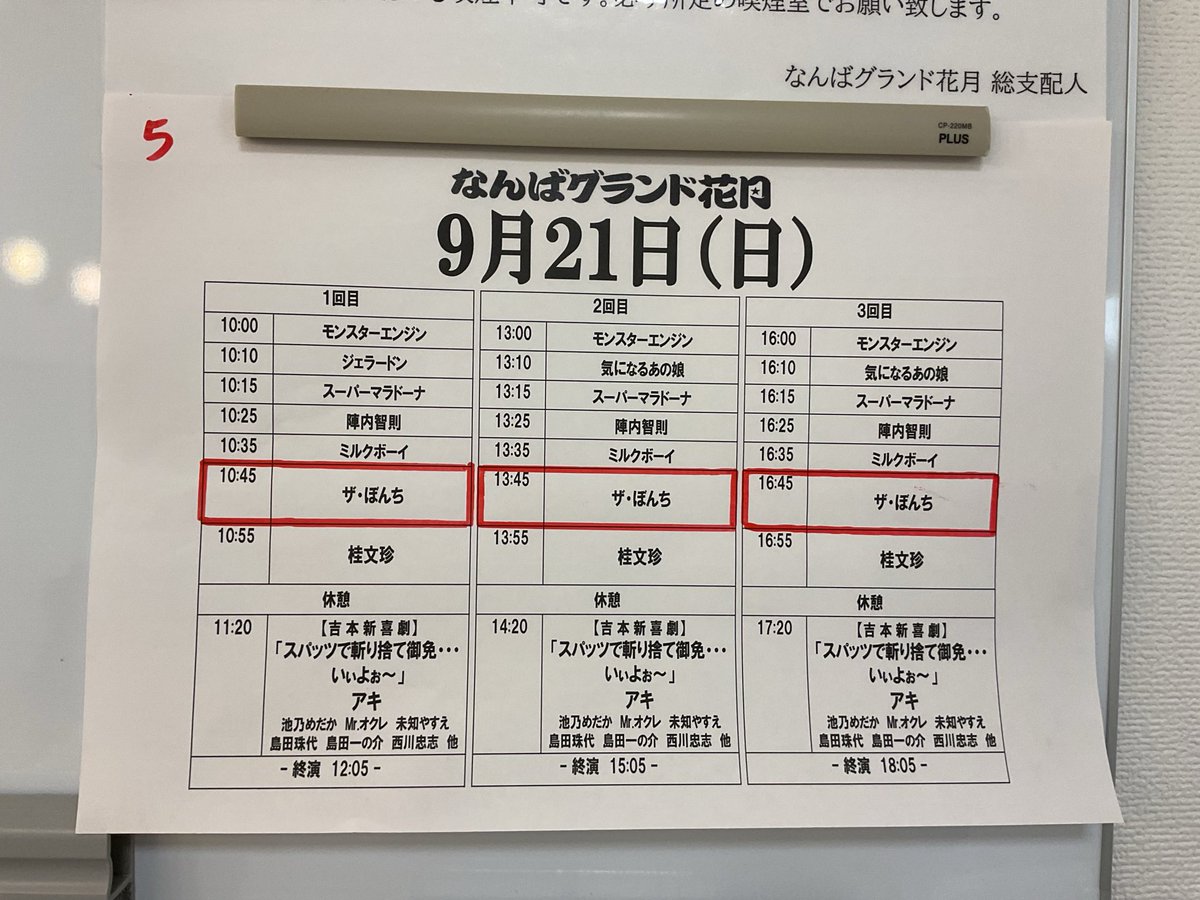 です。必ず所定の喫煙室でお願い致します。
なんばグランド花月 総支配人
CP-220MB
PLUS
5
なんばグランド花月
9月21日(日)
1回目
10:00 モンスターエンジン
10:10 ジェラードン
10:15 スーパーマラドーナ
10:25 陣内智則
10:35 ミルクボーイ
10:45 ザ・ぼんち
10:55 桂文珍
休憩
11:20 【吉本新喜劇】
「スパッツで斬り捨て御免・・・
いぃよぉ～」
アキ
池乃めだか Mr.オクレ 未知やすえ
島田珠代 島田一の介 西川忠志 他
- 終演 12:05 -
2回目
13:00 モンスターエンジン
13:10 気になるあの娘
13:15 スーパーマラドーナ
13:25 陣内智則
13:35 ミルクボーイ
13:45 ザ・ぼんち
13:55 桂文珍
休憩
14:20 【吉本新喜劇】
「スパッツで斬り捨て御免・・・
いぃよぉ～」
アキ
池乃めだか Mr.オクレ 未知やすえ
島田珠代 島田一の介 西川忠志 他
- 終演 15:05 -
3回目
16:00 モンスターエンジン
16:10 気になるあの娘
16:15 スーパーマラドーナ
16:25 陣内智則
16:35 ミルクボーイ
16:45 ザ・ぼんち
16:55 桂文珍
休憩
17:20 【吉本新喜劇】
「スパッツで斬り捨て御免・・・
いぃよぉ～」
アキ
池乃めだか Mr.オクレ 未知やすえ
島田珠代 島田一の介 西川忠志 他
- 終演 18:05 -